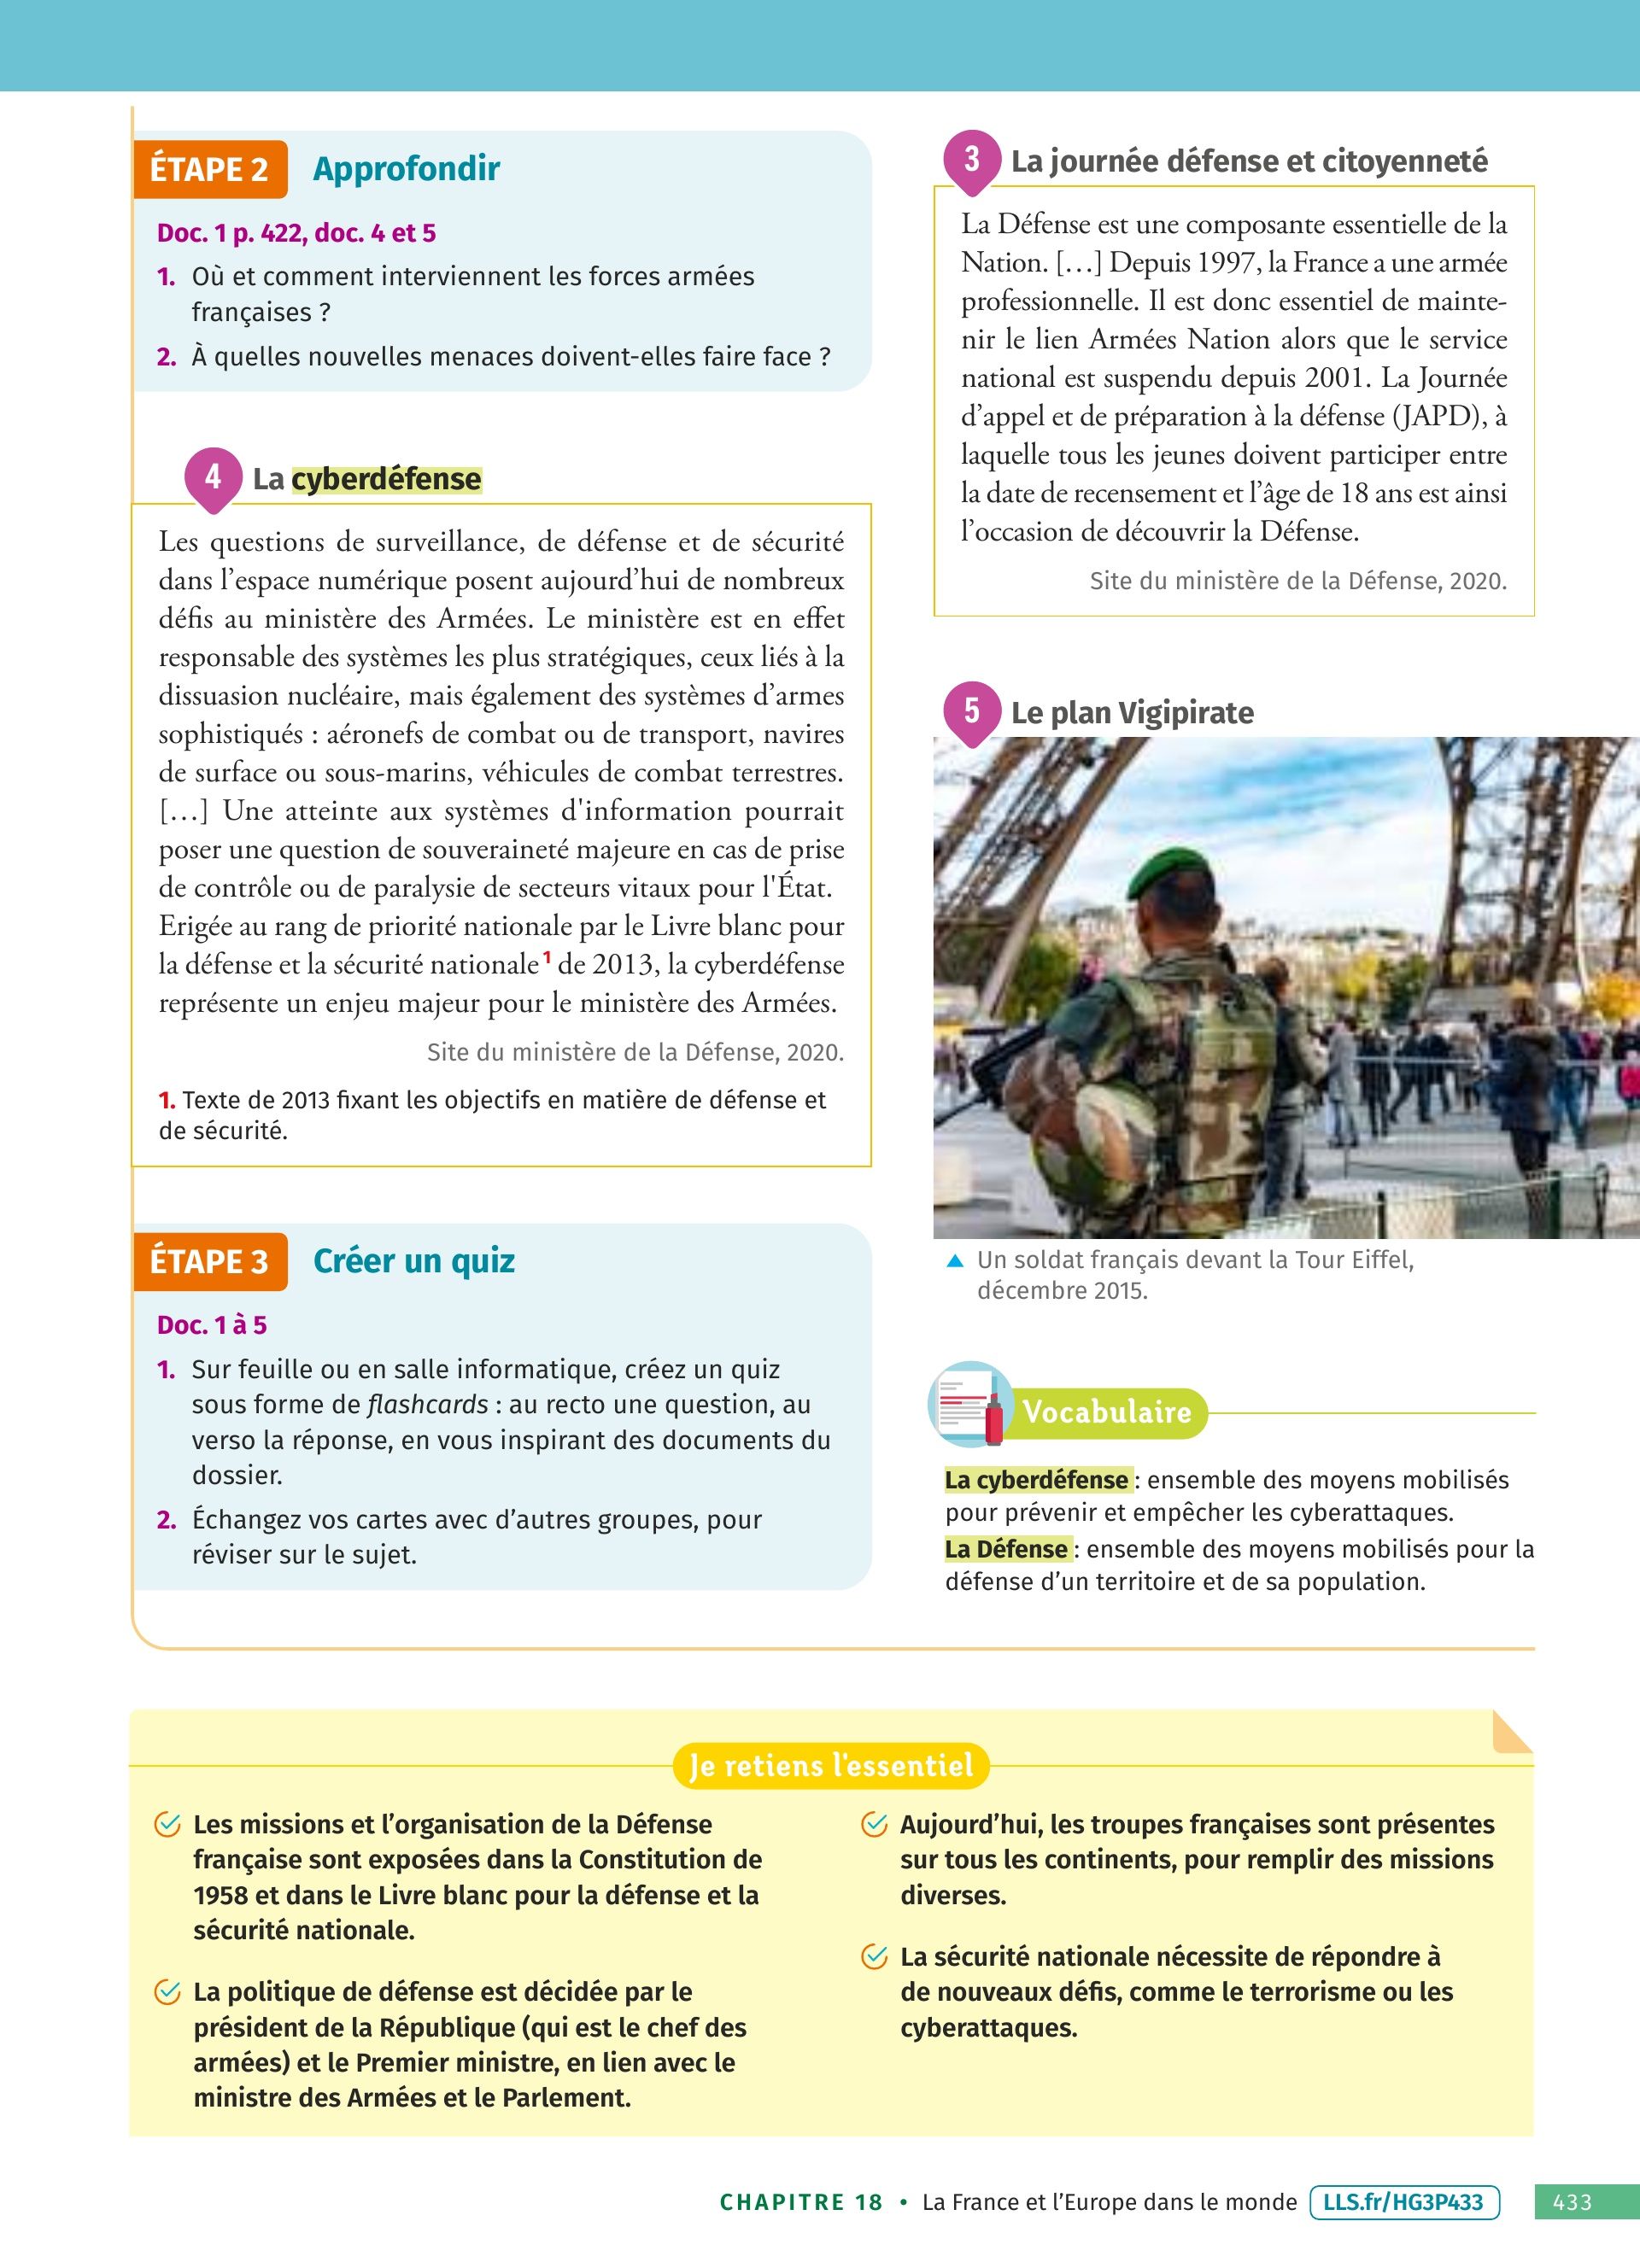 ÉTAPE 2 Approfondir
Doc. 1 p. 422, doc. 4 et 5
1. Où et comment interviennent les forces armées
françaises ?
2. À quelles nouvelles menaces doivent-elles faire face ?
4 La cyberdéfense
Les questions de surveillance, de défense et de sécurité
dans l’espace numérique posent aujourd’hui de nombreux
défis au ministère des Armées. Le ministère est en effet
responsable des systèmes les plus stratégiques, ceux liés à la
dissuasion nucléaire, mais également des systèmes d’armes
sophistiqués : aéronefs de combat ou de transport, navires
de surface ou sous-marins, véhicules de combat terrestres.
[…] Une atteinte aux systèmes d'information pourrait
poser une question de souveraineté majeure en cas de prise
de contrôle ou de paralysie de secteurs vitaux pour l'État.
Erigée au rang de priorité nationale par le Livre blanc pour
la défense et la sécurité nationale 1 de 2013, la cyberdéfense
représente un enjeu majeur pour le ministère des Armées.
Site du ministère de la Défense, 2020.
1. Texte de 2013 fixant les objectifs en matière de défense et
de sécurité.
ÉTAPE 3 Créer un quiz
Doc. 1 à 5
1. Sur feuille ou en salle informatique, créez un quiz
sous forme de flashcards : au recto une question, au
verso la réponse, en vous inspirant des documents du
dossier.
2. Échangez vos cartes avec d’autres groupes, pour
réviser sur le sujet.
3 La journée défense et citoyenneté
La Défense est une composante essentielle de la
Nation. […] Depuis 1997, la France a une armée
professionnelle. Il est donc essentiel de mainte-
nir le lien Armées Nation alors que le service
national est suspendu depuis 2001. La Journée
d’appel et de préparation à la défense (JAPD), à
laquelle tous les jeunes doivent participer entre
la date de recensement et l’âge de 18 ans est ainsi
l’occasion de découvrir la Défense.
Site du ministère de la Défense, 2020.
5 Le plan Vigipirate
Un soldat français devant la Tour Eiffel,
décembre 2015.
Vocabulaire
La cyberdéfense : ensemble des moyens mobilisés
pour prévenir et empêcher les cyberattaques.
La Défense : ensemble des moyens mobilisés pour la
défense d’un territoire et de sa population.
Je retiens l'essentiel
Les missions et l’organisation de la Défense
française sont exposées dans la Constitution de
1958 et dans le Livre blanc pour la défense et la
sécurité nationale.
La politique de défense est décidée par le
président de la République (qui est le chef des
armées) et le Premier ministre, en lien avec le
ministre des Armées et le Parlement.
Aujourd’hui, les troupes françaises sont présentes
sur tous les continents, pour remplir des missions
diverses.
La sécurité nationale nécessite de répondre à
de nouveaux défis, comme le terrorisme ou les
cyberattaques.
CHAPITRE 18 • La France et l’Europe dans le monde LLS.fr/HG3P433 433